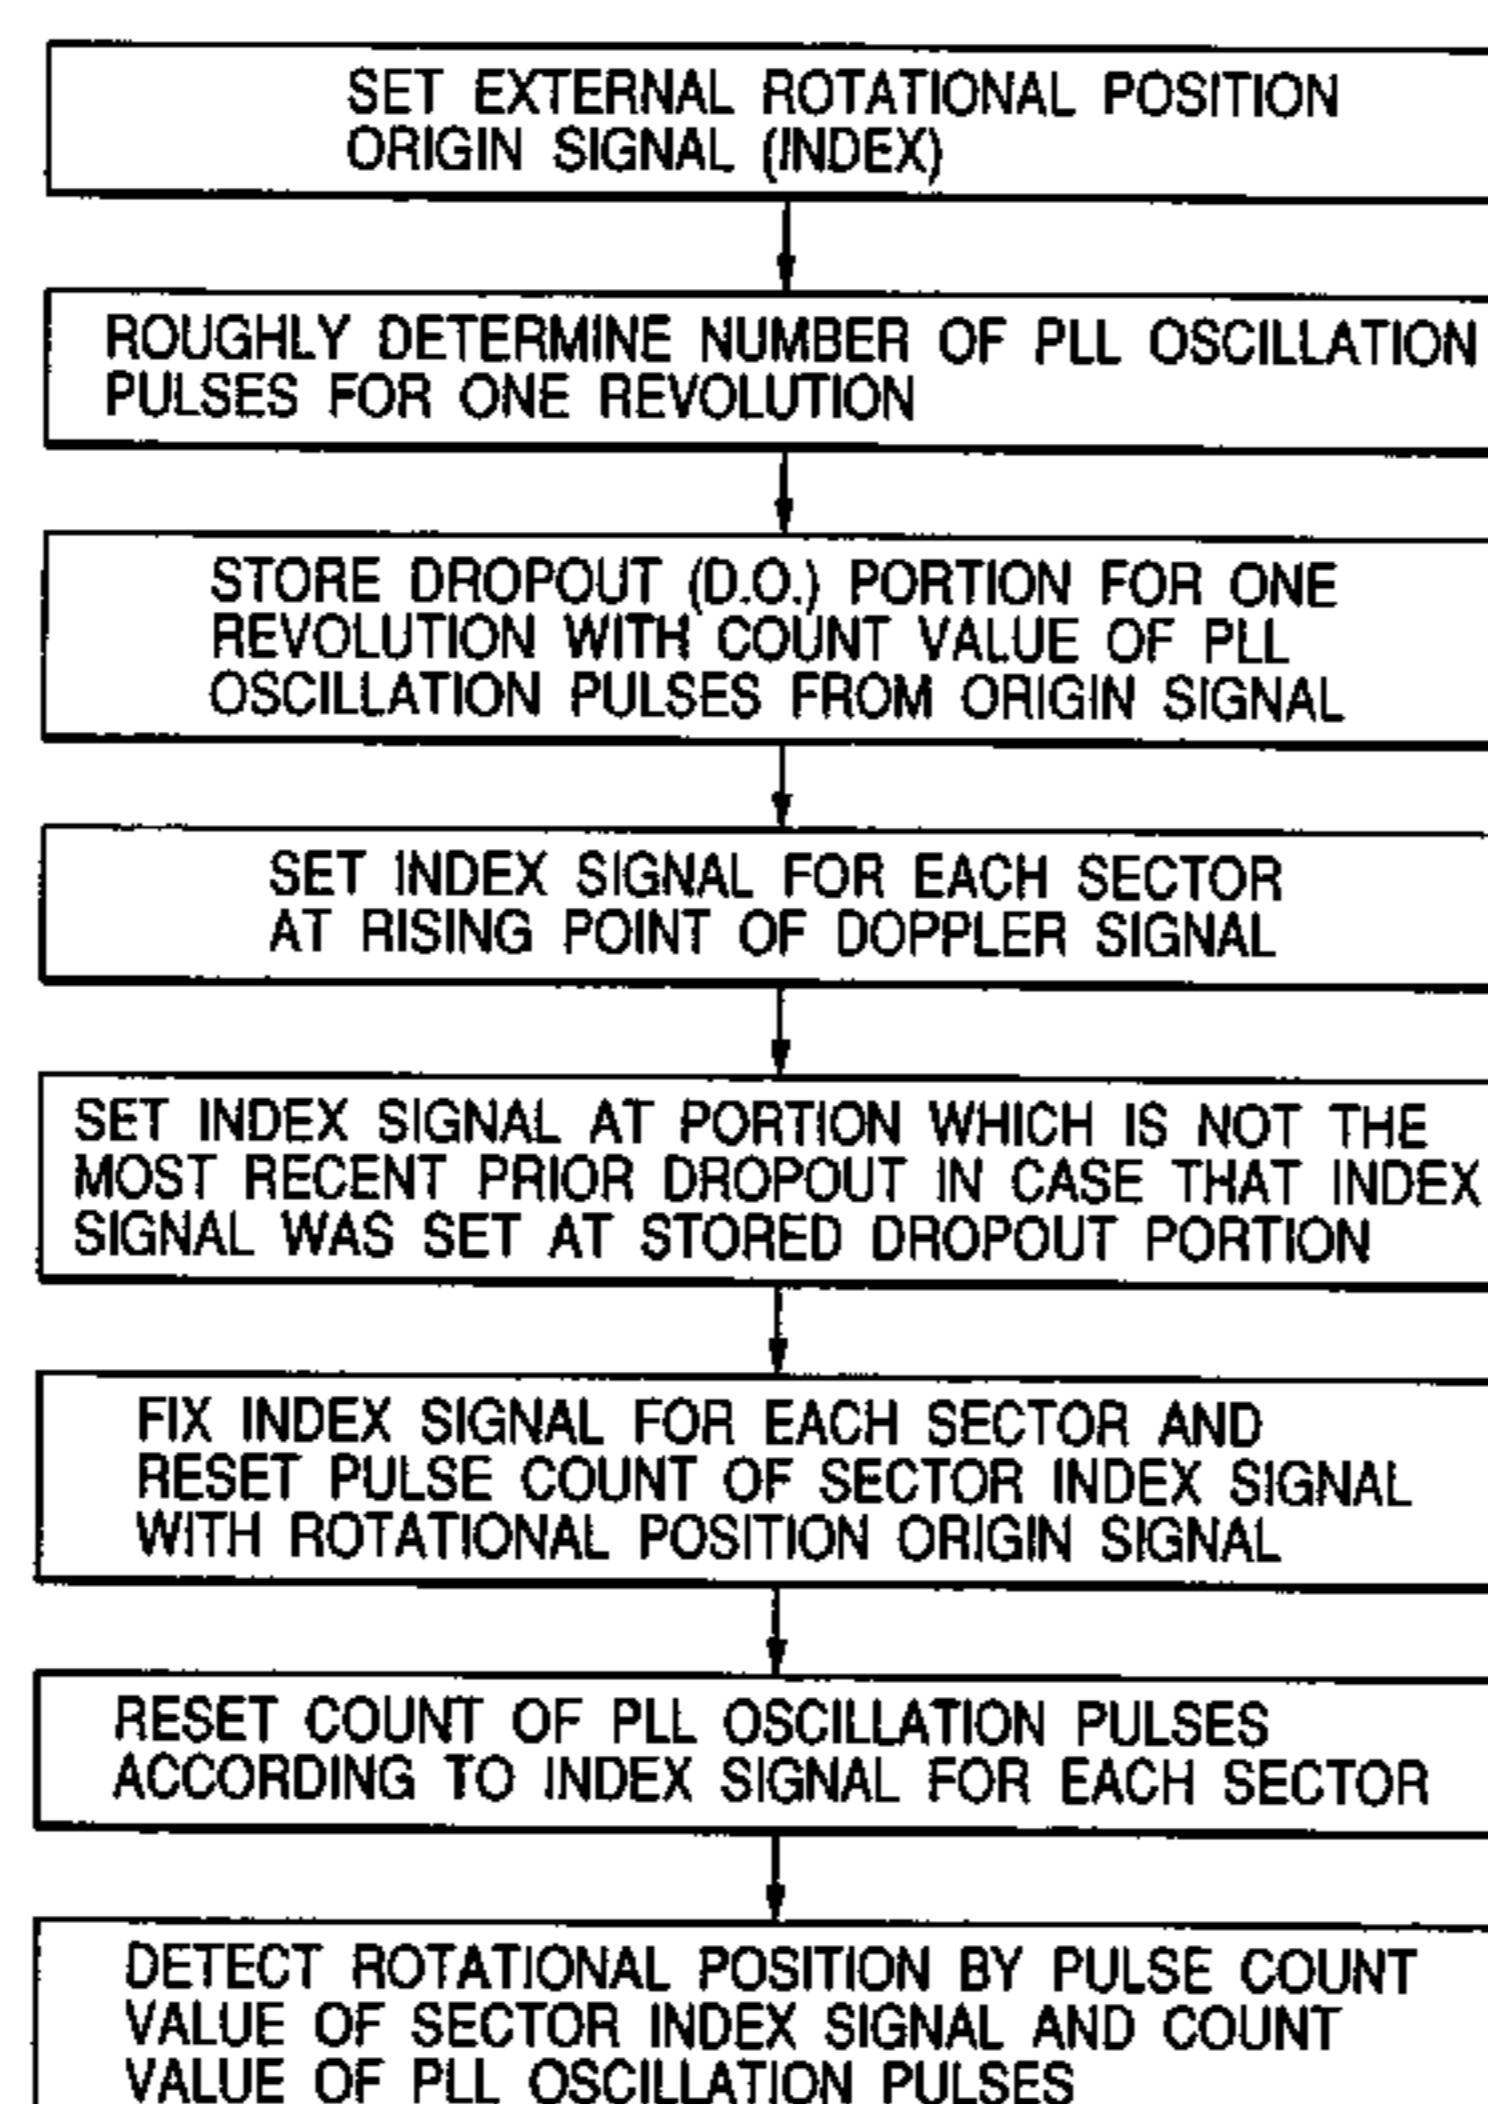 SET EXTERNAL ROTATIONAL POSITION
ORIGIN SIGNAL (INDEX)
ROUGHLY DETERMINE NUMBER OF PLL OSCILLATION
PULSES FOR ONE REVOLUTION
STORE DROPOUT (D.O.) PORTION FOR ONE
REVOLUTION WITH COUNT VALUE OF PLL
OSCILLATION PULSES FROM ORIGIN SIGNAL
SET INDEX SIGNAL FOR EACH SECTOR
AT RISING POINT OF DOPPLER SIGNAL
SET INDEX SIGNAL AT PORTION WHICH IS NOT THE
MOST RECENT PRIOR DROPOUT IN CASE THAT INDEX
SIGNAL WAS SET AT STORED DROPOUT PORTION
FIX INDEX SIGNAL FOR EACH SECTOR AND
RESET PULSE COUNT OF SECTOR INDEX SIGNAL
WITH ROTATIONAL POSITION ORIGIN SIGNAL
RESET COUNT OF PLL OSCILLATION PULSES
ACCORDING TO INDEX SIGNAL FOR EACH SECTOR
DETECT ROTATIONAL POSITION BY PULSE COUNT
VALUE OF SECTOR INDEX SIGNAL AND COUNT
VALUE OF PLL OSCILLATION PULSES